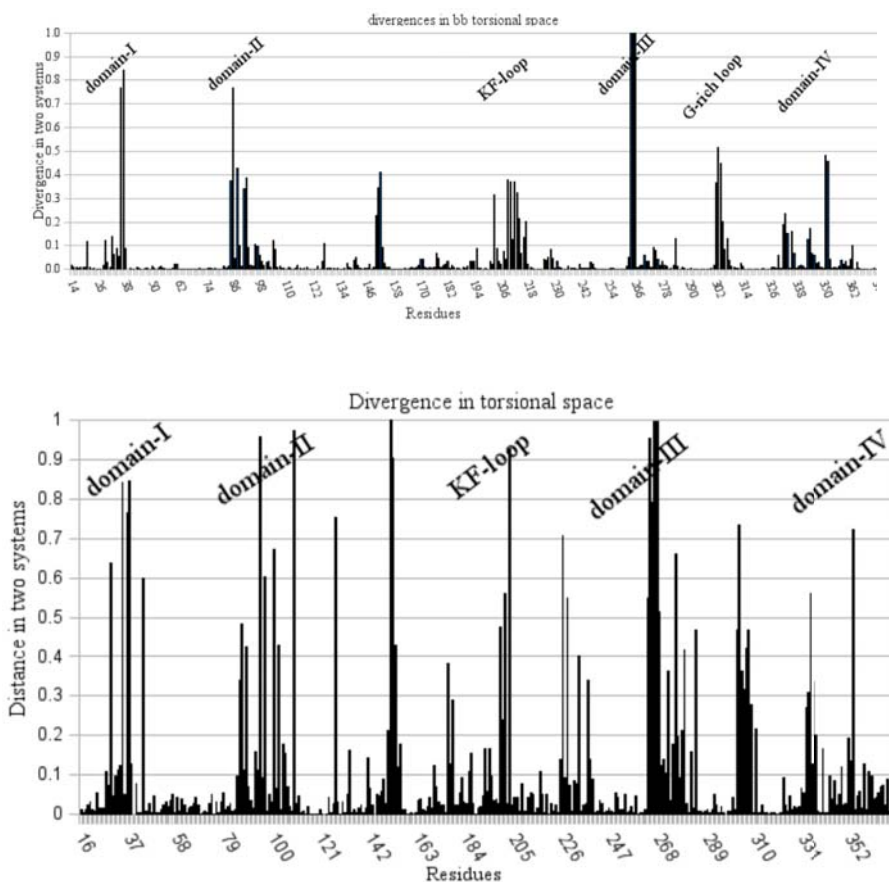 divergences in bb torsional space
Divergence in two systems
1.0
0.9
0.8
0.7
0.6
0.5
0.4
0.3
0.2
0.1
0.0
domain-I
domain-II
KF-loop
domain-III
G-rich loop
domain-IV
14 26 38 50 62 74 86 98 110 122 134 146 158 170 182 194 206 218 230 242 254 266 278 290 302 314 326 338 350 362
Residues
Divergence in torsional space
Distance in two systems
1
0.9
0.8
0.7
0.6
0.5
0.4
0.3
0.2
0.1
0
domain-I
domain-II
KF-loop
domain-III
domain-IV
16 37 58 79 100 121 142 163 184 205 226 247 268 289 310 331 352
Residues